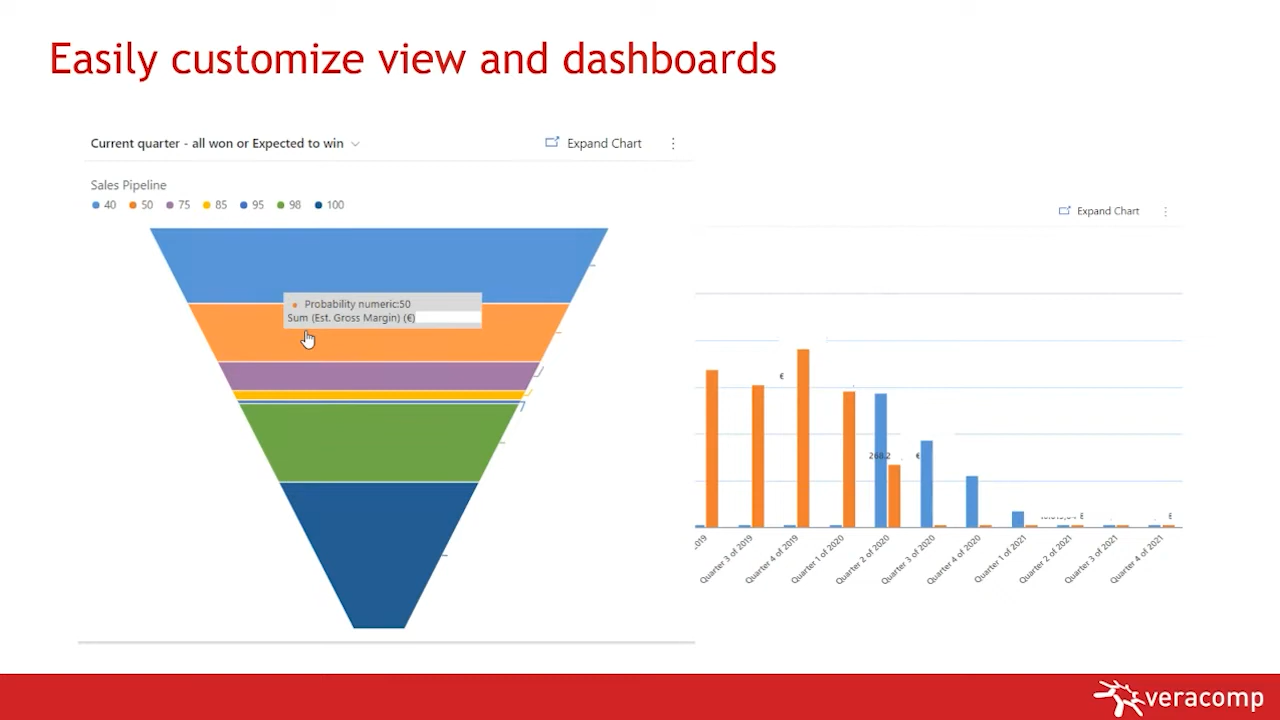 Easily customize view and dashboards
Current quarter - all won or Expected to win
Expand Chart
Sales Pipeline
40 50 75 85 95 98 100
Probability numeric:50
Sum (Est. Gross Margin) (€)
Expand Chart
€
268.2
€
€
€
2019
Quarter 3 of 2019
Quarter 4 of 2019
Quarter 1 of 2020
Quarter 2 of 2020
Quarter 3 of 2020
Quarter 4 of 2020
Quarter 1 of 2021
Quarter 2 of 2021
Quarter 3 of 2021
Quarter 4 of 2021
veracomp